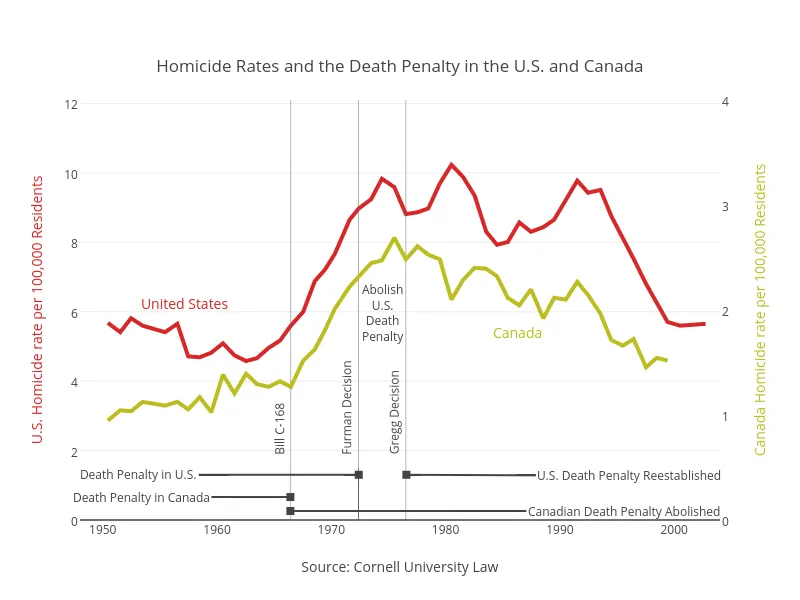 Homicide Rates and the Death Penalty in the U.S. and Canada
U.S. Homicide rate per 100,000 Residents
12
10
8
6
4
2
0
4
3
2
1
0
Canada Homicide rate per 100,000 Residents
United States
Canada
Abolish
U.S.
Death
Penalty
Bill C-168
Furman Decision
Gregg Decision
Death Penalty in U.S.
U.S. Death Penalty Reestablished
Death Penalty in Canada
Canadian Death Penalty Abolished
1950
1960
1970
1980
1990
2000
Source: Cornell University Law